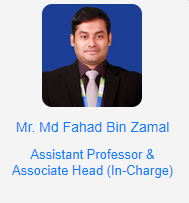 Mr. Md Fahad Bin Zamal
Assistant Professor &
Associate Head (In-Charge)